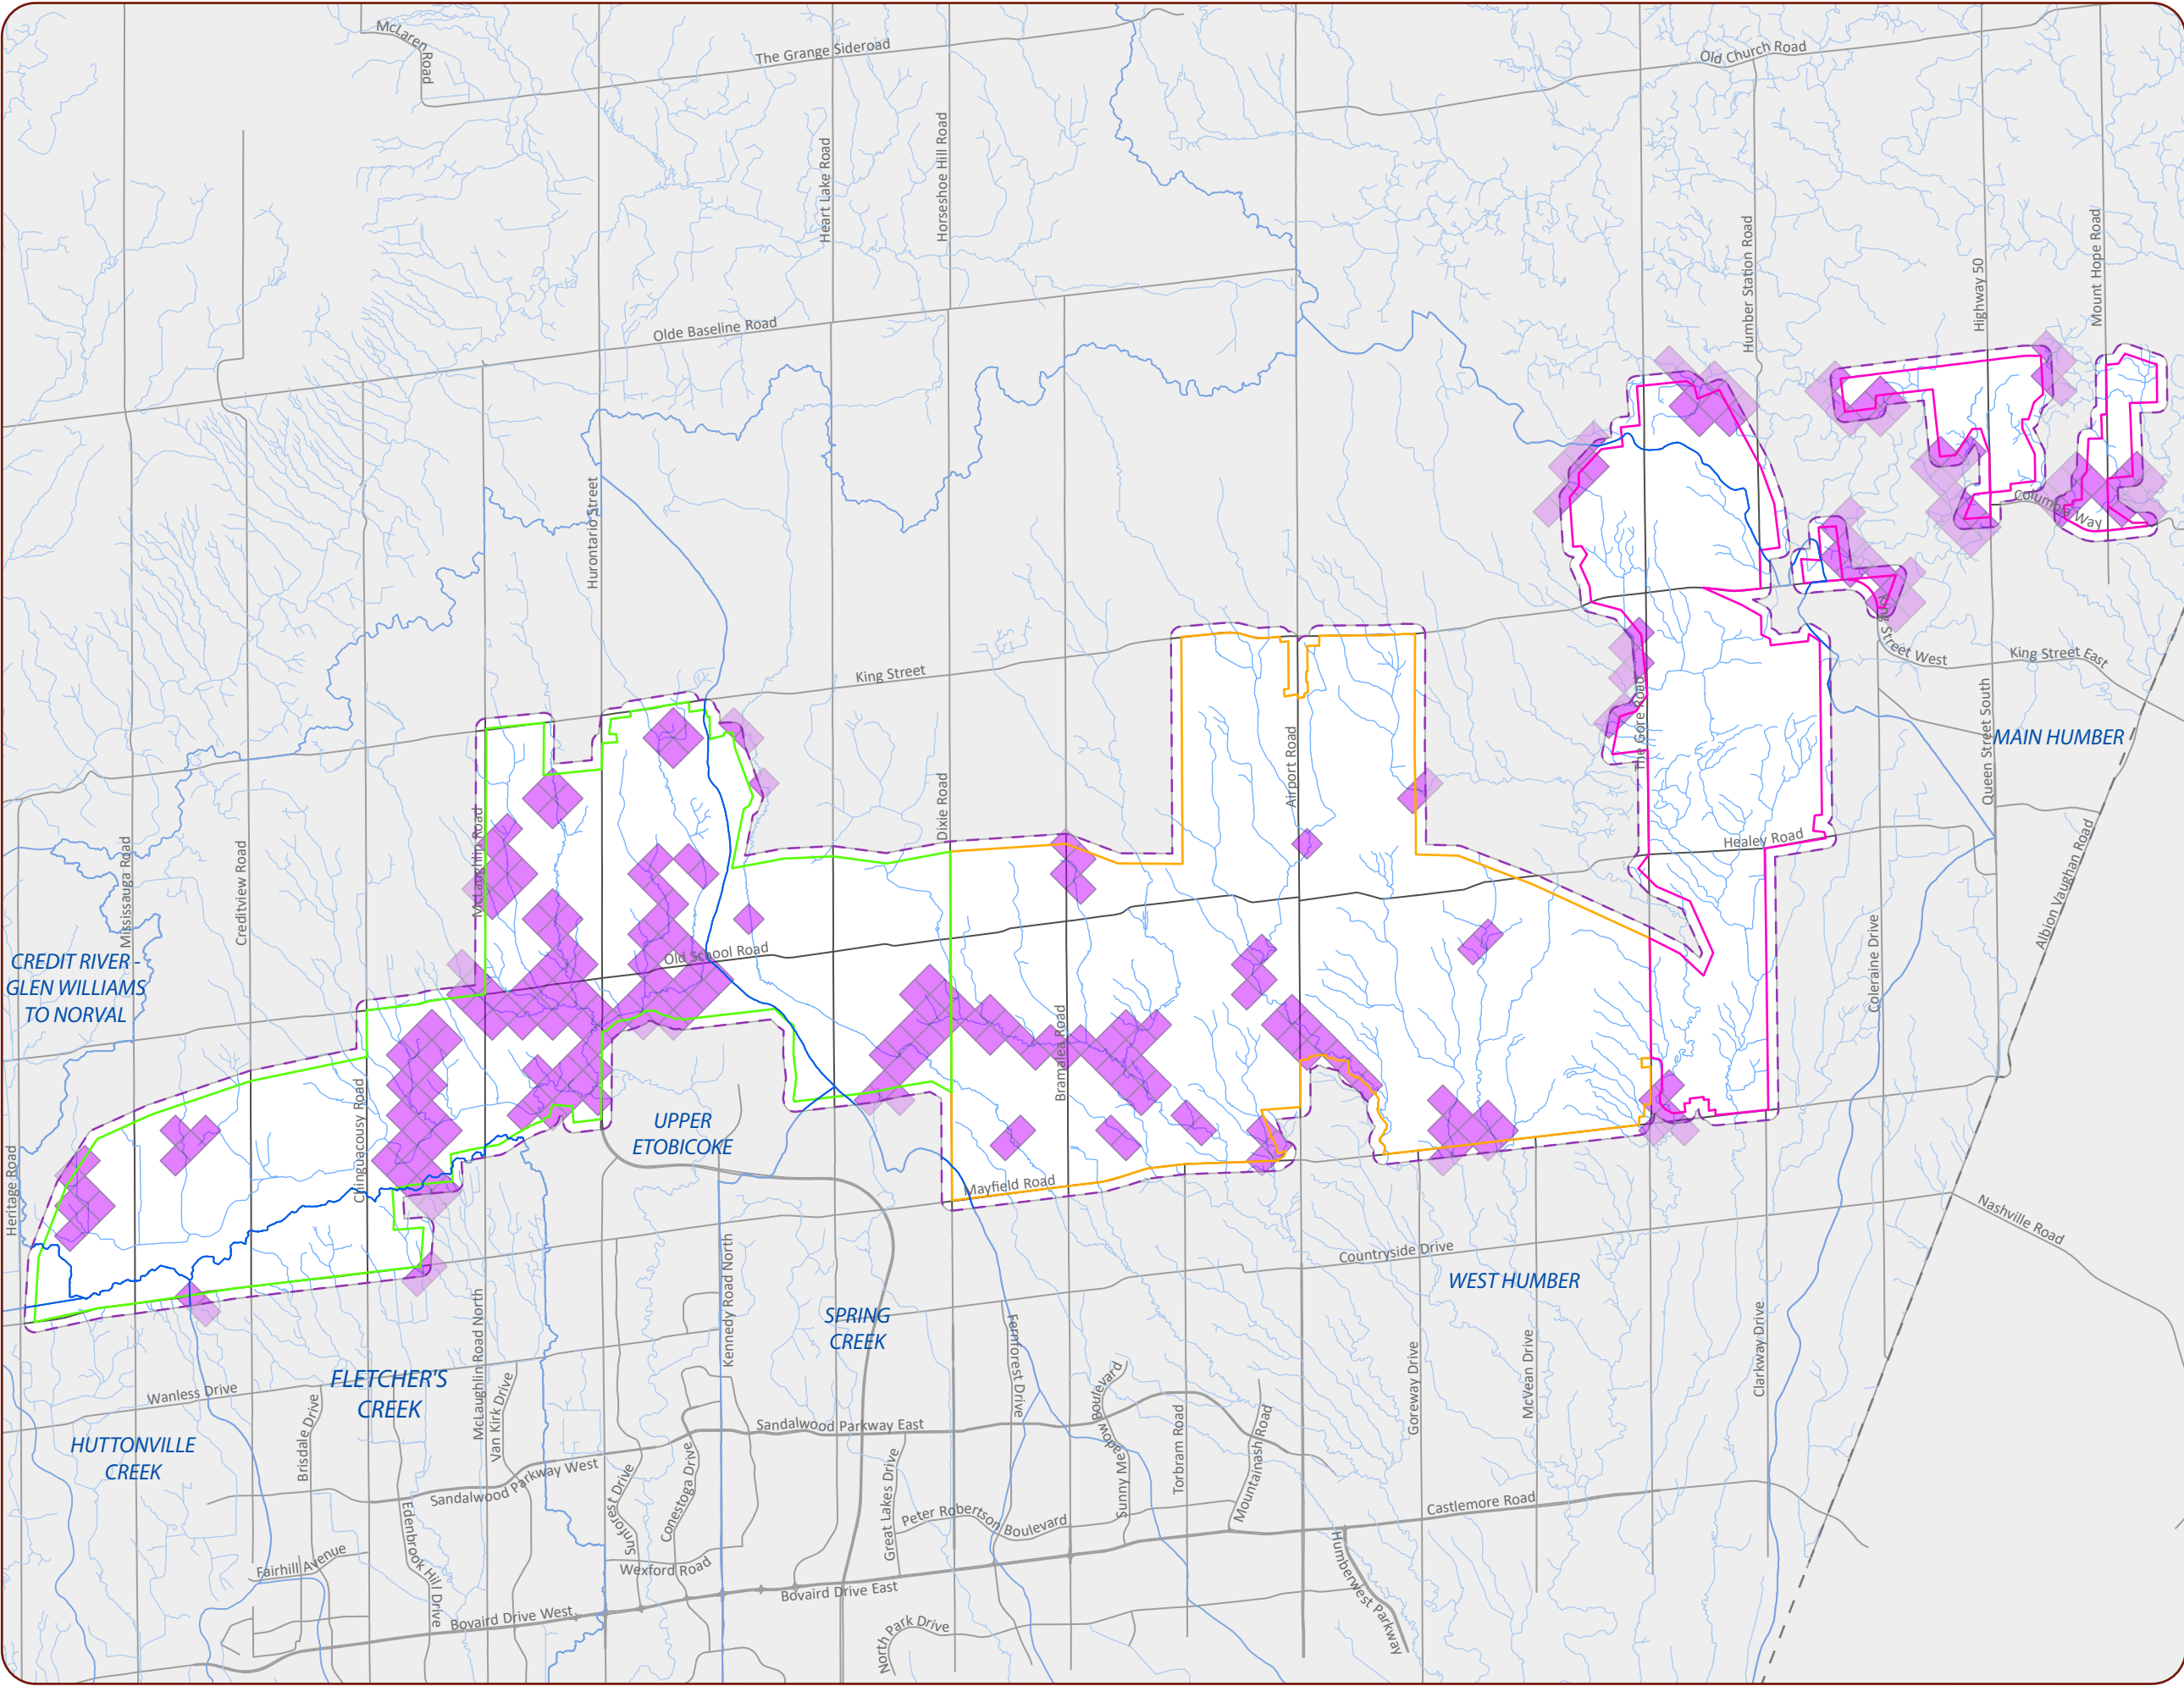 McLaren
Road
The Grange Sideroad
Old Church Road
Heart Lake Road
Horseshoe Hill Road
Humber Station Road
Highway 50
Mount Hope Road
Olde Baseline Road
Hurontario Street
Columbia Way
King Street West
King Street East
King Street
The Gore Road
Queen Street South
MAIN HUMBER
Airport Road
Dixie Road
McLaughlin Road
Mississauga Road
Creditview Road
Healey Road
Albion Vaughan Road
Coleraine Drive
Old School Road
CREDIT RIVER -
GLEN WILLIAMS
TO NORVAL
Bramalea Road
Chinguacousy Road
Heritage Road
UPPER
ETOBICOKE
Mayfield Road
Nashville Road
Countryside Drive
WEST HUMBER
Kennedy Road North
SPRING
CREEK
McLaughlin Road North
Fernforest Drive
Goreway Drive
McVean Drive
Clarkway Drive
FLETCHER'S
CREEK
Wanless Drive
Van Kirk Drive
Brisdale Drive
Sunny Meadow Boulevard
Torbram Road
Mountainash Road
Sandalwood Parkway East
HUTTONVILLE
CREEK
Sandalwood Parkway West
Sunforest Drive
Conestoga Drive
Great Lakes Drive
Peter Robertson Boulevard
Castlemore Road
Edenbrook Hill Drive
Fairhill Avenue
Wexford Road
Humberwest Parkway
Bovaird Drive East
Bovaird Drive West
North Park Drive